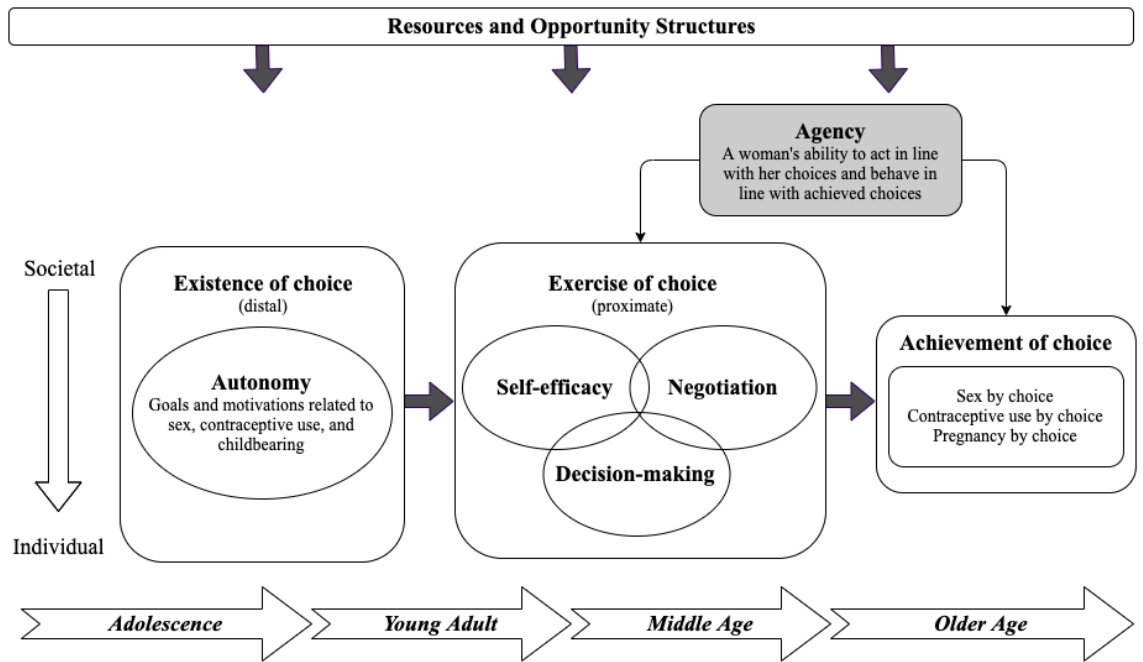 Resources and Opportunity Structures
Agency
A woman's ability to act in line
with her choices and behave in
line with achieved choices
Societal
Individual
Existence of choice
(distal)
Autonomy
Goals and motivations related to
sex, contraceptive use, and
childbearing
Exercise of choice
(proximate)
Self-efficacy
Negotiation
Decision-making
Achievement of choice
Sex by choice
Contraceptive use by choice
Pregnancy by choice
Adolescence
Young Adult
Middle Age
Older Age